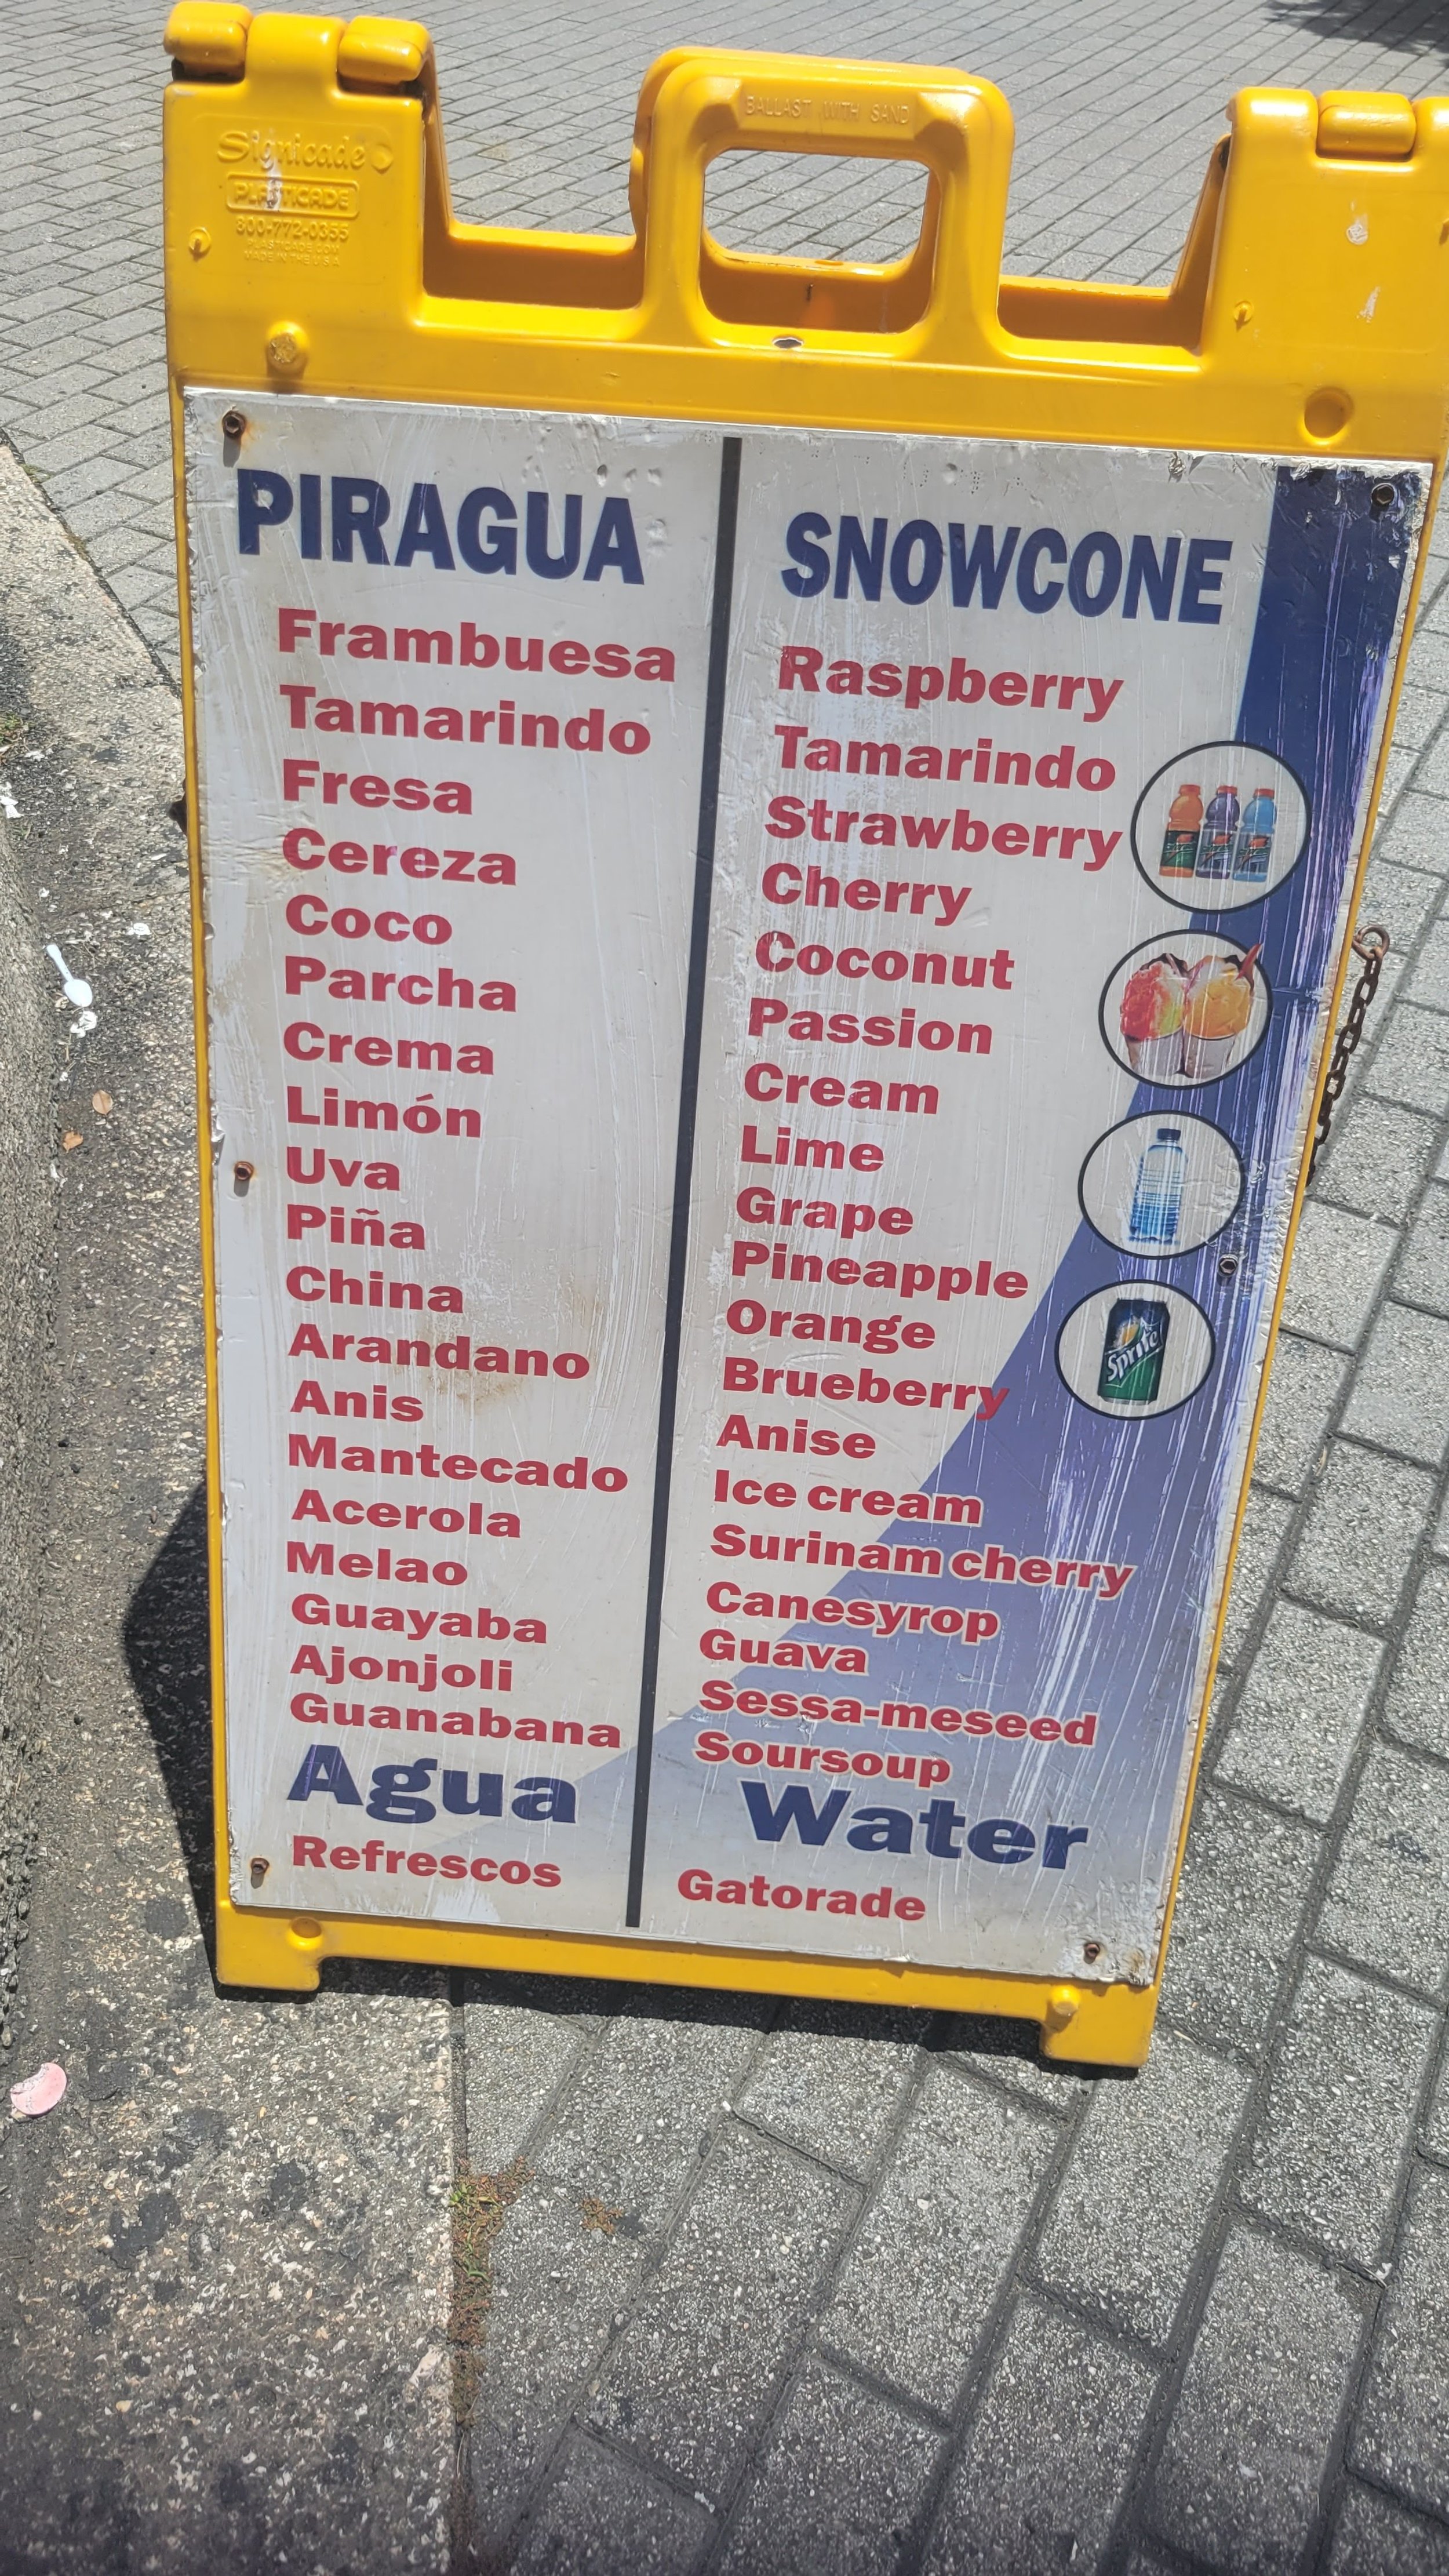 BALLAST WITH SAND
Signicade
PLASTICADE
800-772-0355
MADE IN THE U.S.A
PIRAGUA
Frambuesa
Tamarindo
Fresa
Cereza
Coco
Parcha
Crema
Limón
Uva
Piña
China
Arandano
Anis
Mantecado
Acerola
Melao
Guayaba
Ajonjoli
Guanabana
Agua
Refrescos
SNOWCONE
Raspberry
Tamarindo
Strawberry
Cherry
Coconut
Passion
Cream
Lime
Grape
Pineapple
Orange
Brueberry
Anise
Ice cream
Surinam cherry
Canesyrop
Guava
Sessa-meseed
Soursoup
Water
Gatorade
Sprite